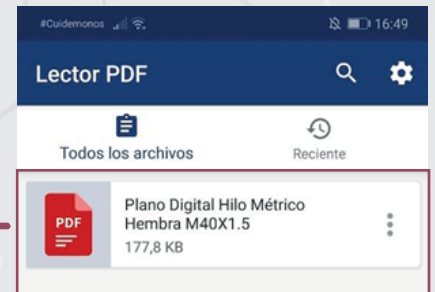 #Cuidemonos 16:49
Lector PDF
Todos los archivos
Reciente
PDF
Plano Digital Hilo Métrico
Hembra M40X1.5
177,8 KB